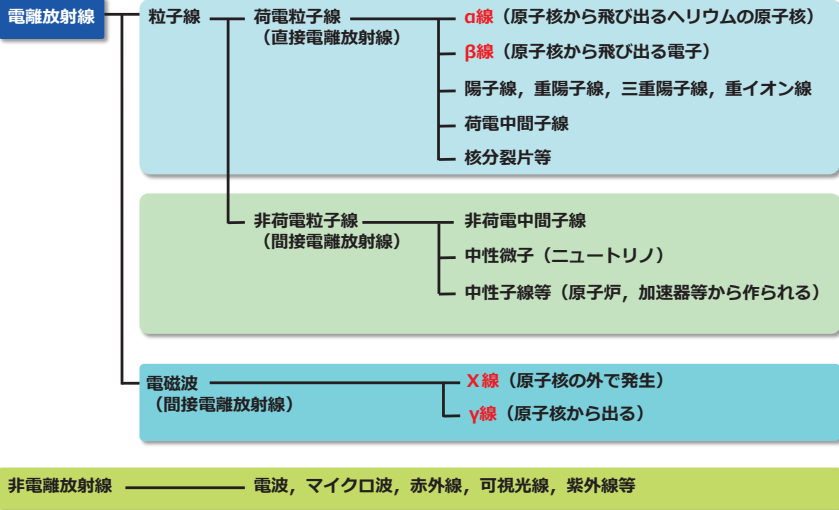 電離放射線
粒子線
荷電粒子線
（直接電離放射線）
α線（原子核から飛び出るヘリウムの原子核）
β線（原子核から飛び出る電子）
陽子線，重陽子線，三重陽子線，重イオン線
荷電中間子線
核分裂片等
非荷電粒子線
（間接電離放射線）
非荷電中間子線
中性微子（ニュートリノ）
中性子線等（原子炉，加速器等から作られる）
電磁波
（間接電離放射線）
X線（原子核の外で発生）
γ線（原子核から出る）
非電離放射線
電波，マイクロ波，赤外線，可視光線，紫外線等